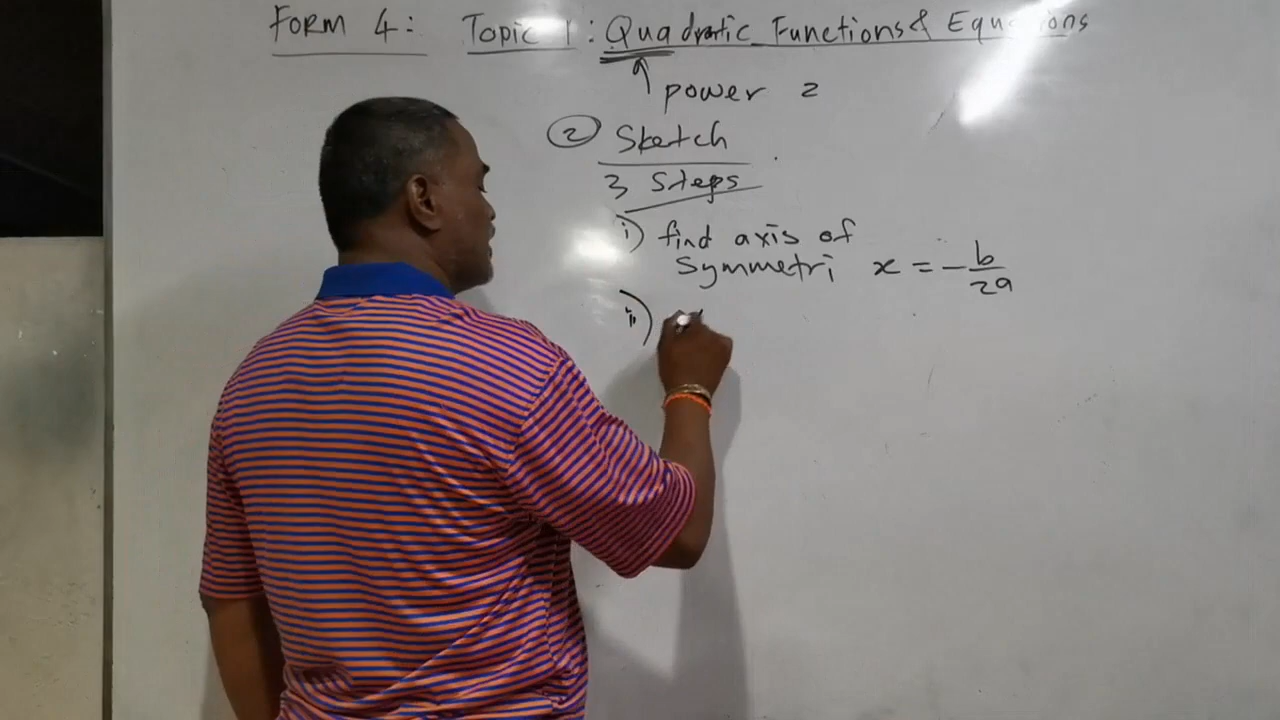 FORM 4: Topic 1: Quadratic Functions & Equations
power 2
2 Sketch
3 Steps
i) find axis of
Symmetri x = -b/2a
ii)